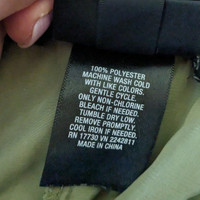 100% POLYESTER
MACHINE WASH COLD
WITH LIKE COLORS.
GENTLE CYCLE.
ONLY NON-CHLORINE
BLEACH IF NEEDED.
TUMBLE DRY LOW.
REMOVE PROMPTLY.
COOL IRON IF NEEDED.
RN 17730 VN 2242811
MADE IN CHINA